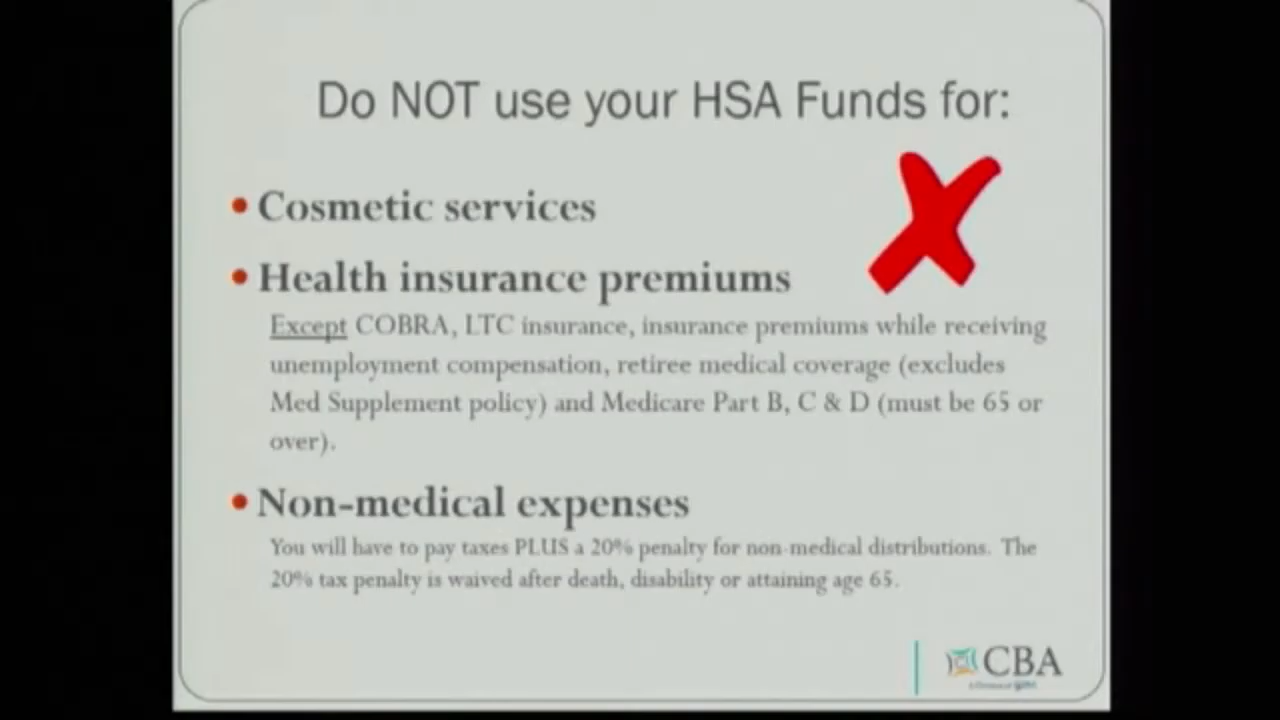 Do NOT use your HSA Funds for:
• Cosmetic services
• Health insurance premiums
Except COBRA, LTC insurance, insurance premiums while receiving
unemployment compensation, retiree medical coverage (excludes
Med Supplement policy) and Medicare Part B, C & D (must be 65 or
over).
• Non-medical expenses
You will have to pay taxes PLUS a 20% penalty for non-medical distributions. The
20% tax penalty is waived after death, disability or attaining age 65.
CBA